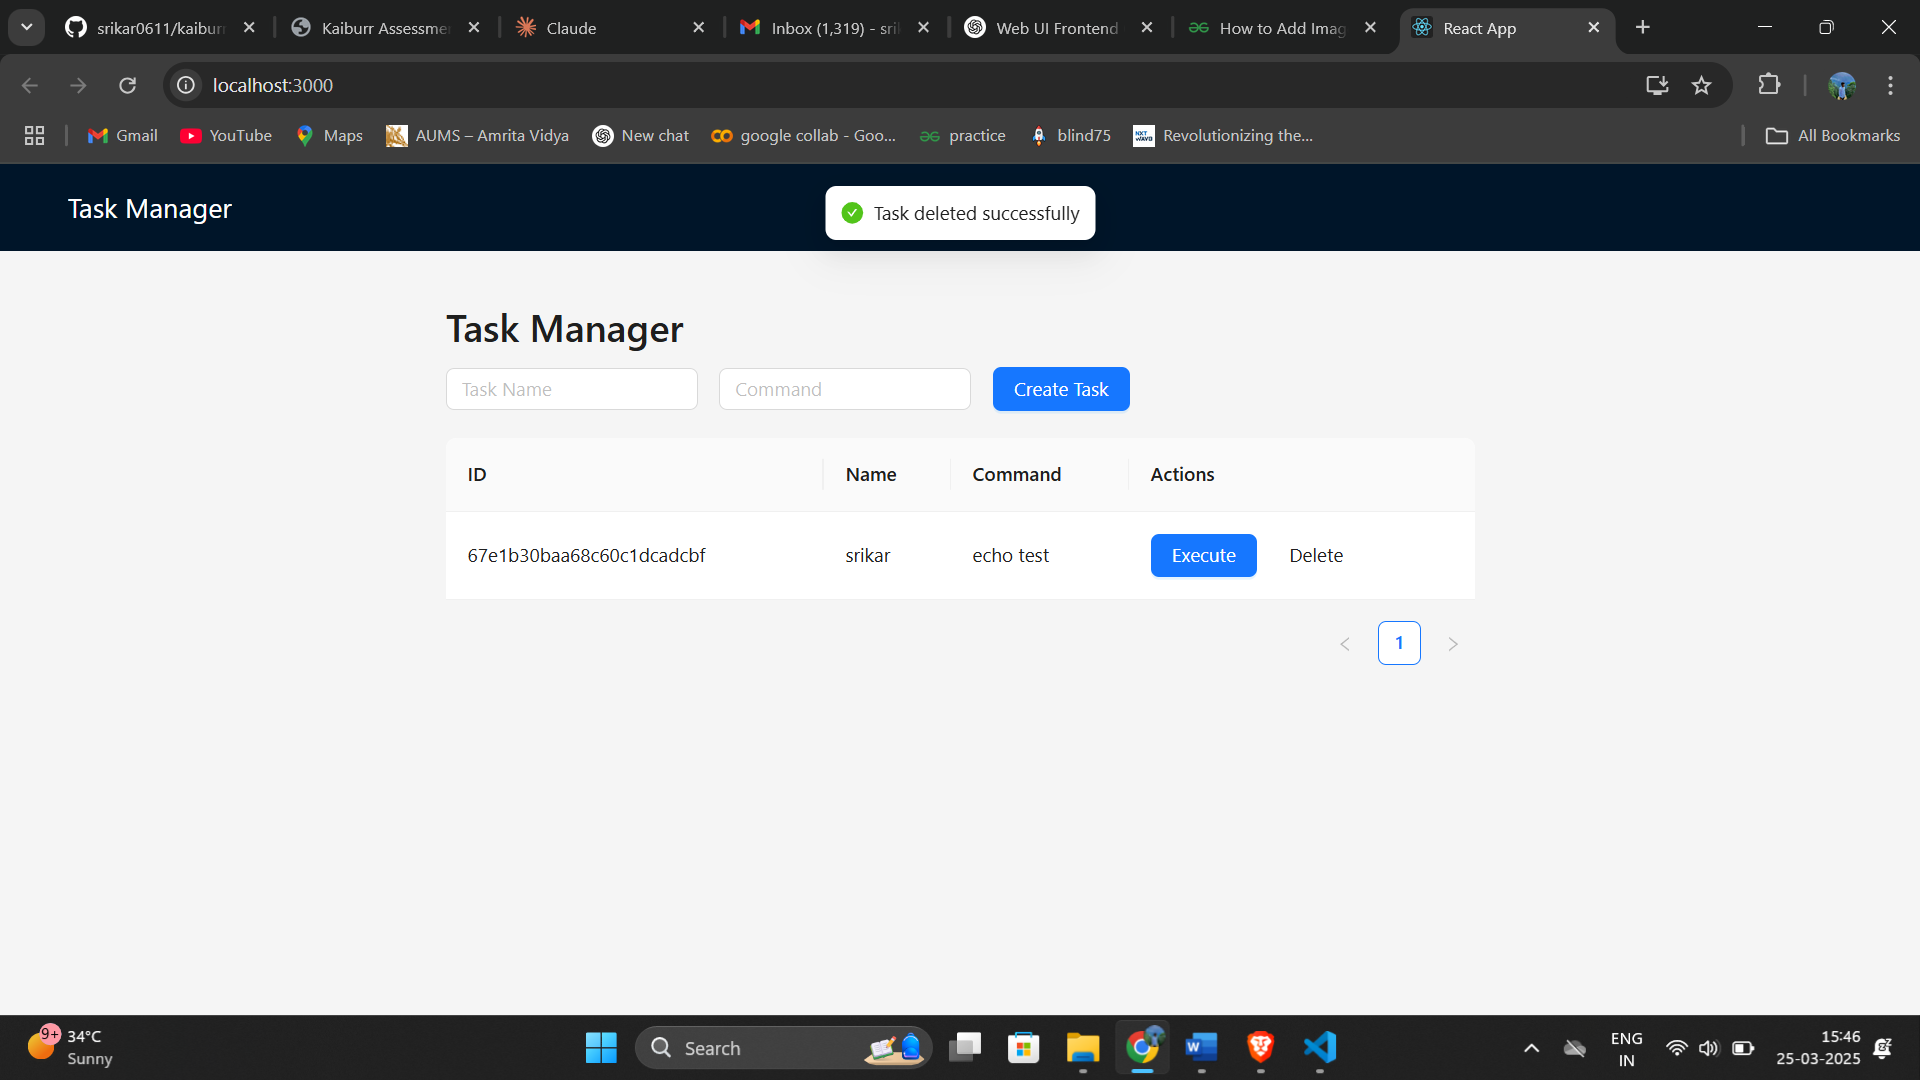 srikar0611/kaiburr
Kaiburr Assessme
Claude
Inbox (1,319) - sri
Web UI Frontend
How to Add Imag
React App
localhost:3000
Gmail
YouTube
Maps
AUMS – Amrita Vidya
New chat
google collab - Goo...
practice
blind75
Revolutionizing the...
All Bookmarks
Task Manager
Task deleted successfully
Task Manager
Task Name
Command
Create Task
ID Name Command Actions
67e1b30baa68c60c1dcadcbf srikar echo test Execute Delete
1
9+
34°C
Sunny
Search
ENG
IN
15:46
25-03-2025